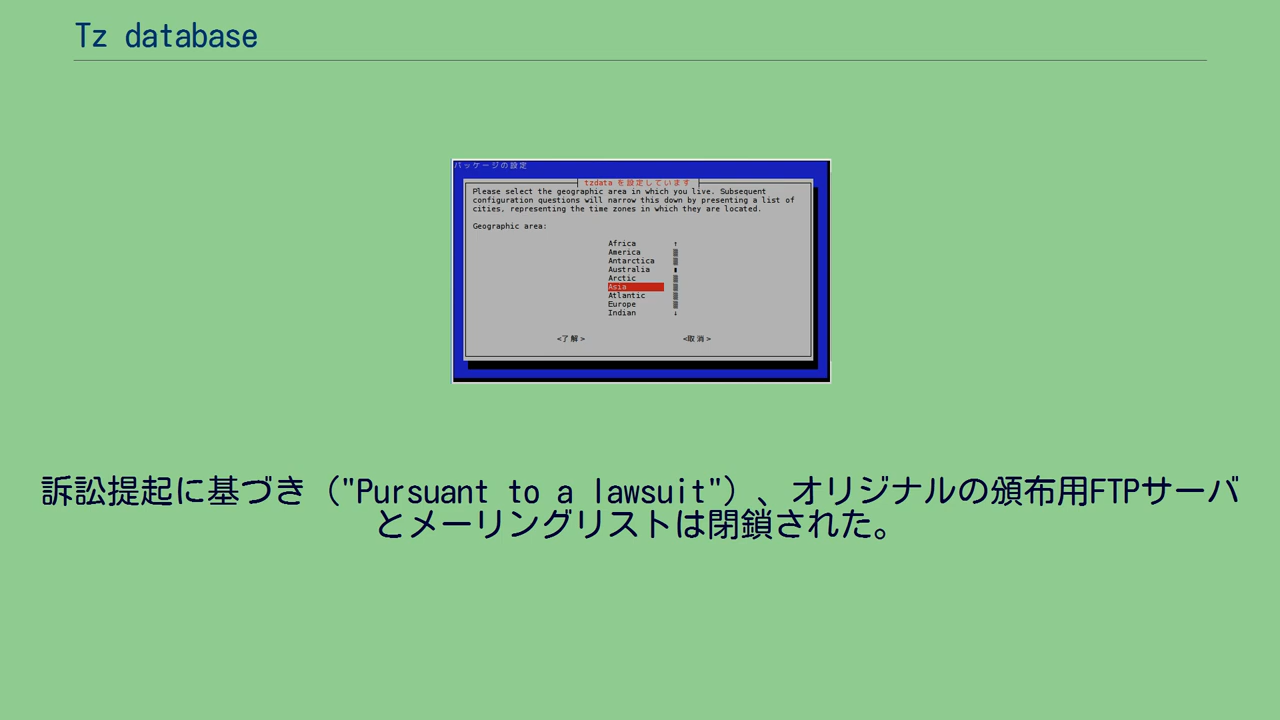 Tz database
パッケージの設定
tzdata を設定しています
Please select the geographic area in which you live. Subsequent
configuration questions will narrow this down by presenting a list of
cities, representing the time zones in which they are located.
Geographic area:
Africa ↑
America
Antarctica
Australia
Arctic
Asia
Atlantic
Europe
Indian ↓
<了解> <取消>
訴訟提起に基づき（"Pursuant to a lawsuit"）、オリジナルの頒布用FTPサーバ
とメーリングリストは閉鎖された。